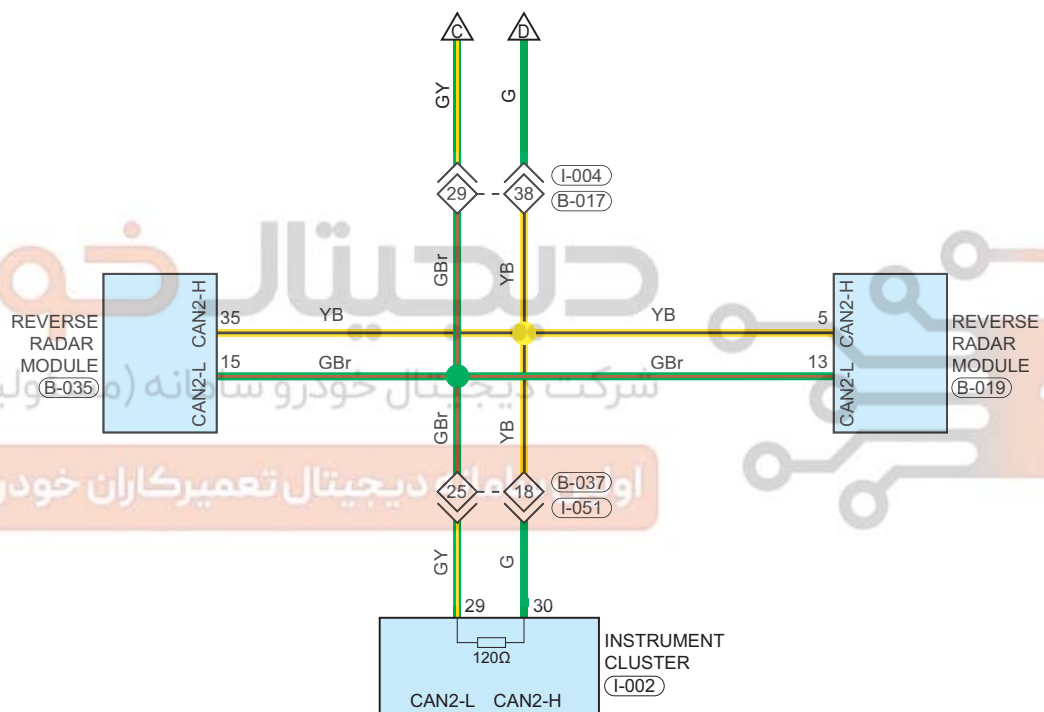 C D
GY
G
29 38
I-004
B-017
GBr
YB
دیجیتال خودرو
CAN2-H
35
YB
YB
5
CAN2-H
REVERSE
RADAR
MODULE
B-035
CAN2-L
15
GBr
GBr
13
CAN2-L
REVERSE
RADAR
MODULE
B-019
شرکت دیجیتال خودرو سامانه
GBr
YB
25 18
B-037
I-051
اولین سامانه دیجیتال تعمیرکاران خودرو
GY
G
29 30
120Ω
CAN2-L CAN2-H
INSTRUMENT
CLUSTER
I-002